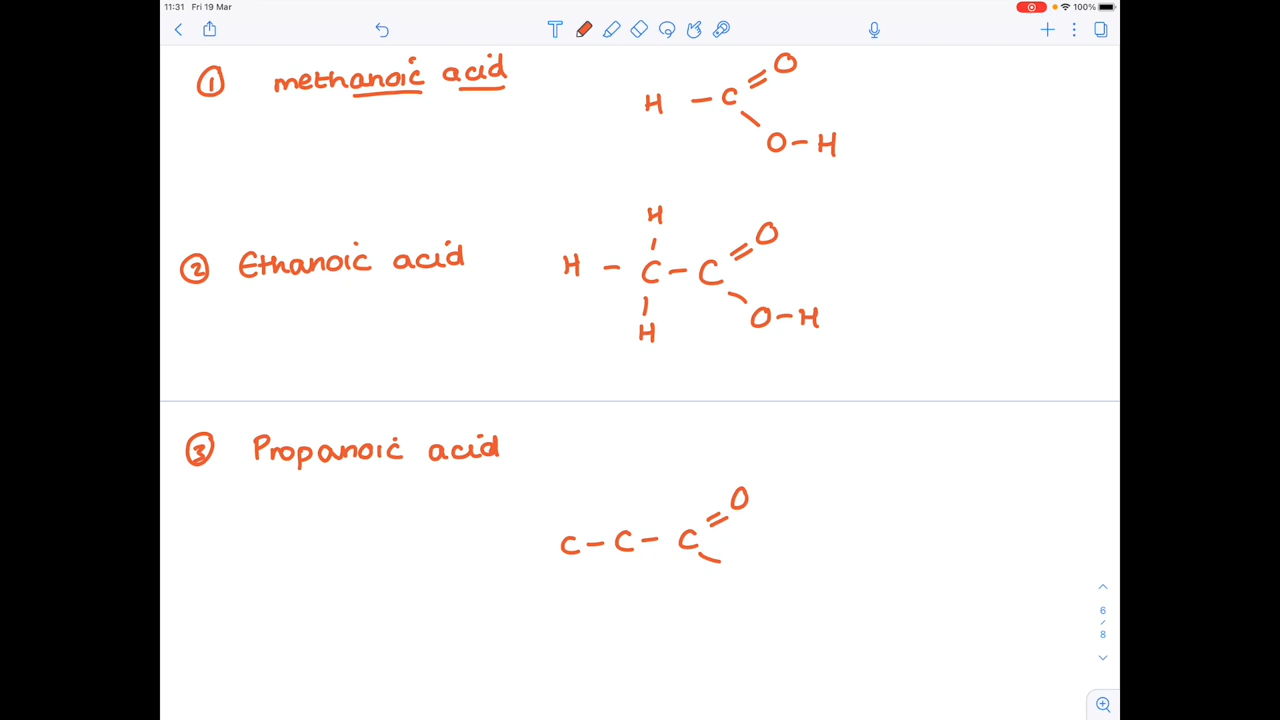 11:31 Fri 19 Mar
100%
① methanoic acid
O
H - C
O - H
H
② Ethanoic acid
O
H - C - C
O - H
H
③ Propanoic acid
O
C - C - C
6
/
8